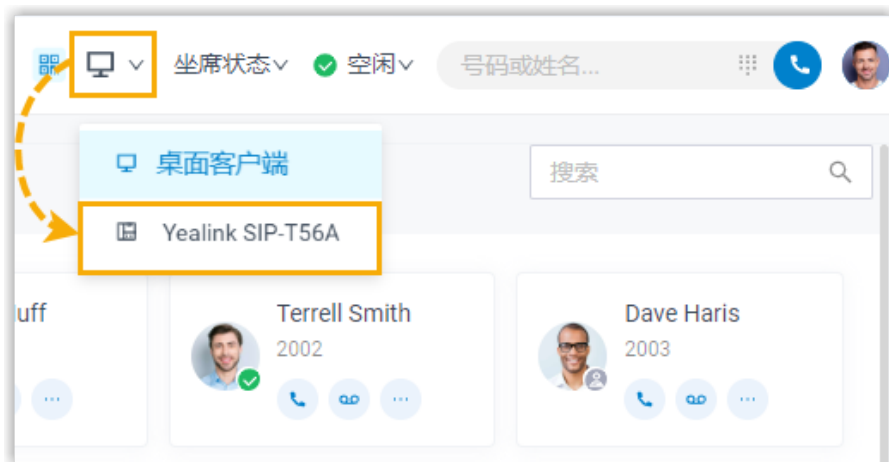 坐席状态 空闲 号码或姓名...
桌面客户端
搜索
Yealink SIP-T56A
uff
Terrell Smith
2002
Dave Haris
2003